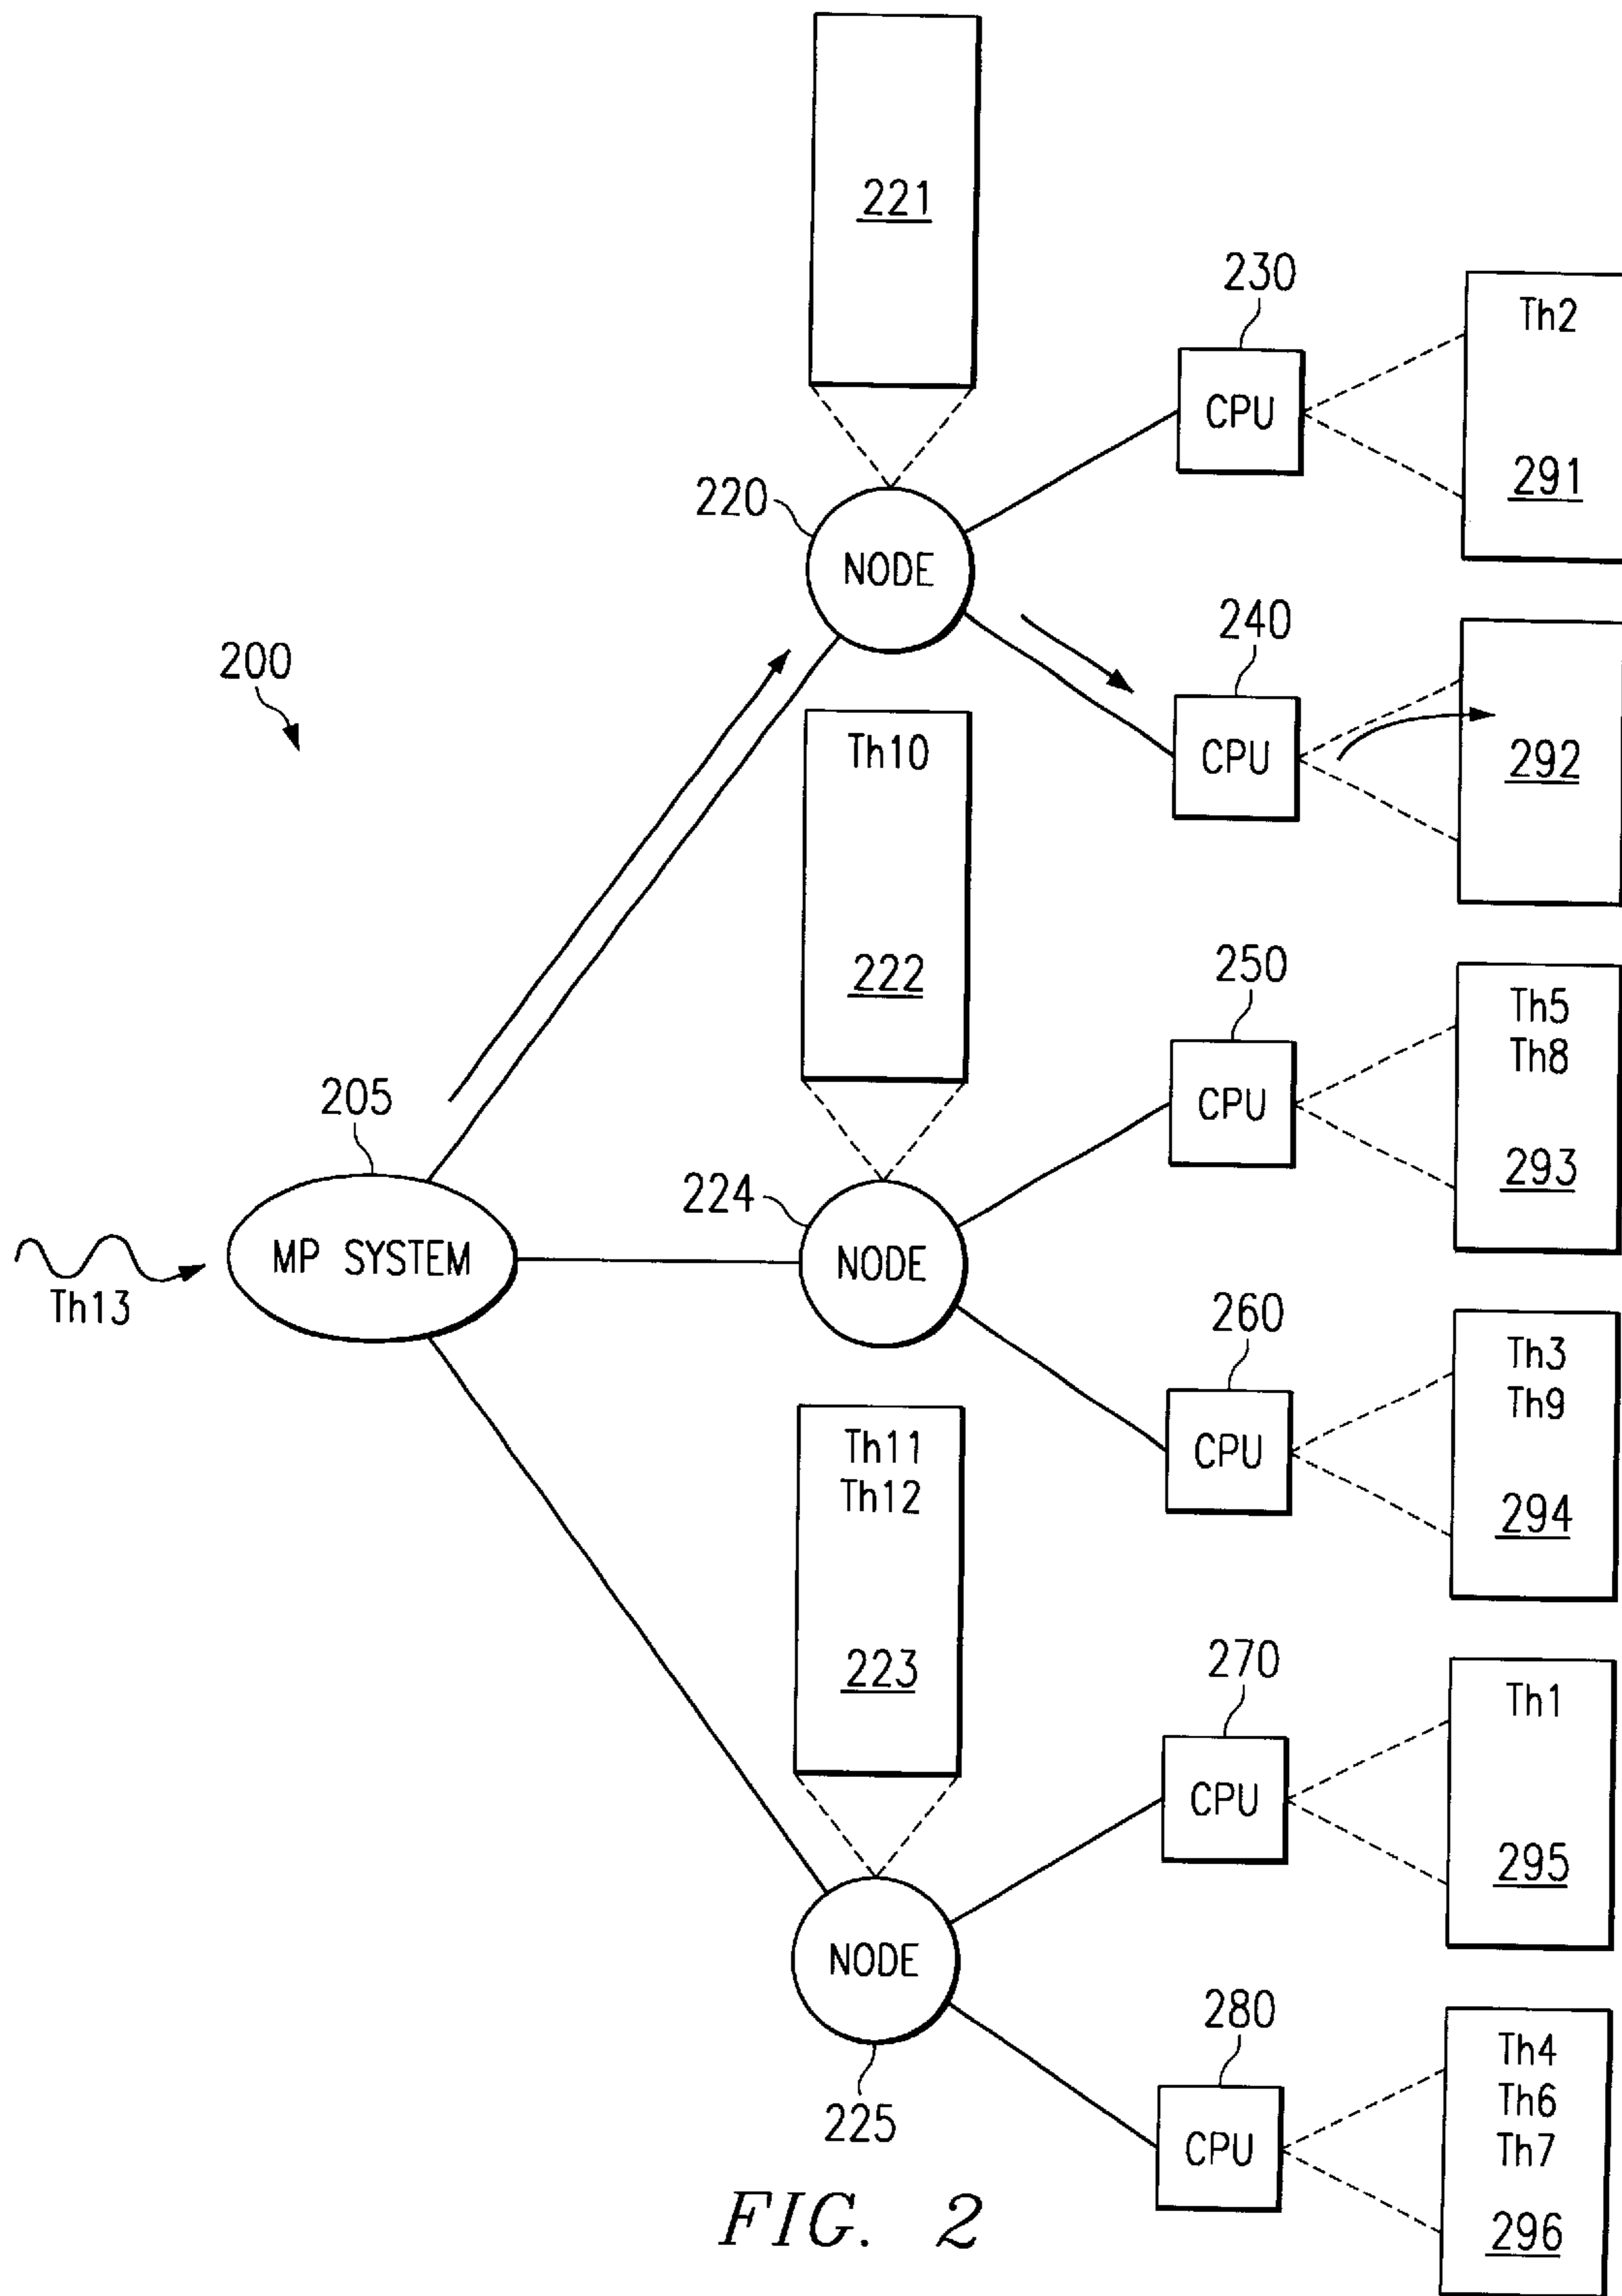 221
230
Th2
CPU
291
220
NODE
240
200
CPU
292
Th10
222
250
Th5
Th8
CPU
293
205
224
MP SYSTEM
NODE
Th13
260
Th3
Th9
CPU
294
Th11
Th12
223
270
Th1
CPU
295
NODE
225
280
Th4
Th6
Th7
CPU
296
FIG. 2